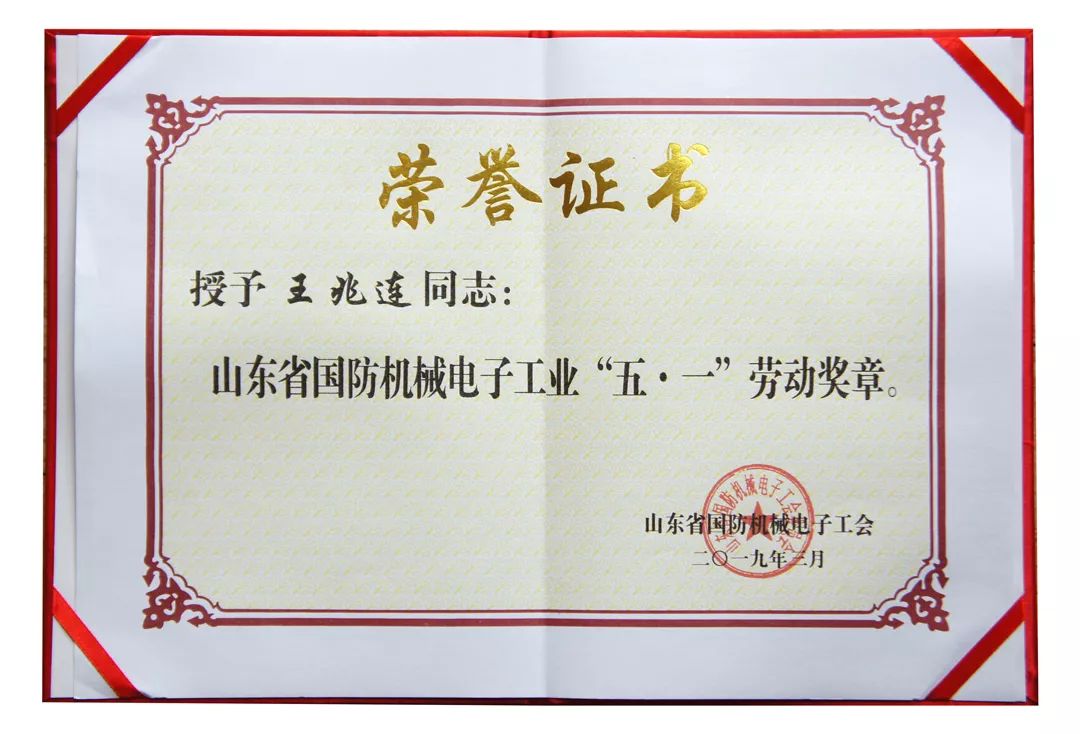 荣誉证书
授予 王兆连 同志：
山东省国防机械电子工业“五·一”劳动奖章。
山东省国防机械电子工会
二〇一九年三月